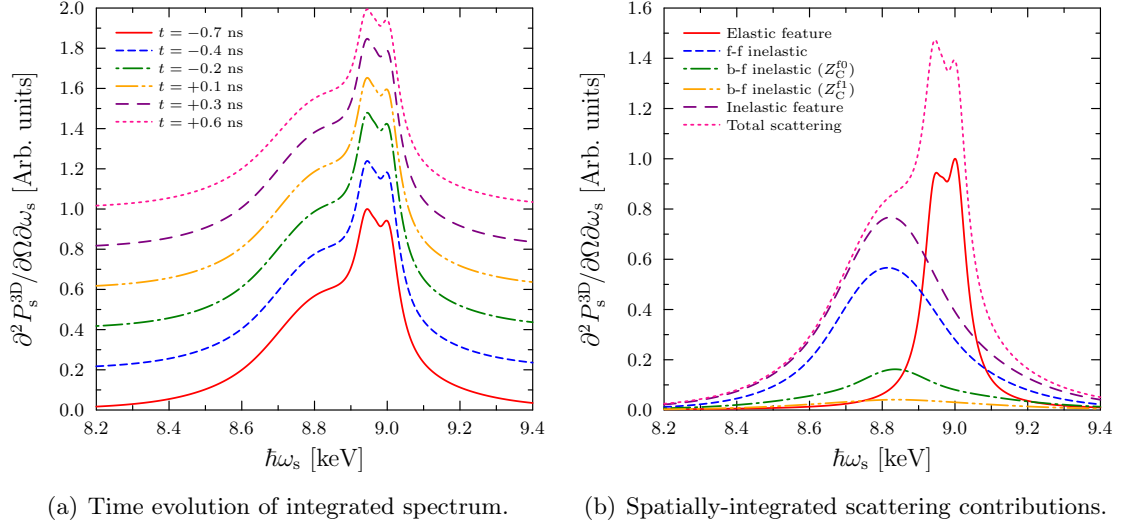 ∂²P_s^{3D}/∂Ω∂ω_s [Arb. units]
2.0
1.8
1.6
1.4
1.2
1.0
0.8
0.6
0.4
0.2
0.0
t = −0.7 ns
t = −0.4 ns
t = −0.2 ns
t = +0.1 ns
t = +0.3 ns
t = +0.6 ns
8.2 8.4 8.6 8.8 9.0 9.2 9.4
ħω_s [keV]
(a) Time evolution of integrated spectrum.
∂²P_s^{3D}/∂Ω∂ω_s [Arb. units]
1.6
1.4
1.2
1.0
0.8
0.6
0.4
0.2
0.0
Elastic feature
f-f inelastic
b-f inelastic (Z_C^{f0})
b-f inelastic (Z_C^{f1})
Inelastic feature
Total scattering
8.2 8.4 8.6 8.8 9.0 9.2 9.4
ħω_s [keV]
(b) Spatially-integrated scattering contributions.